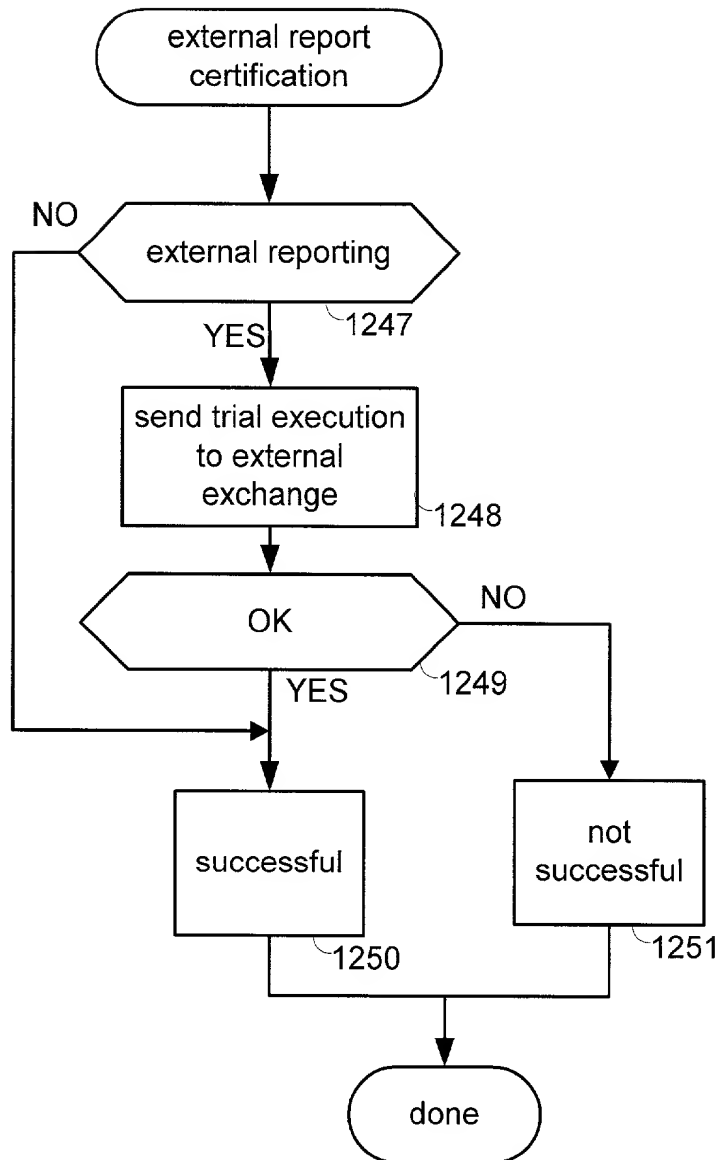 external report
certification
NO
external reporting
1247
YES
send trial execution
to external
exchange
1248
OK
NO
1249
YES
successful
1250
not
successful
1251
done